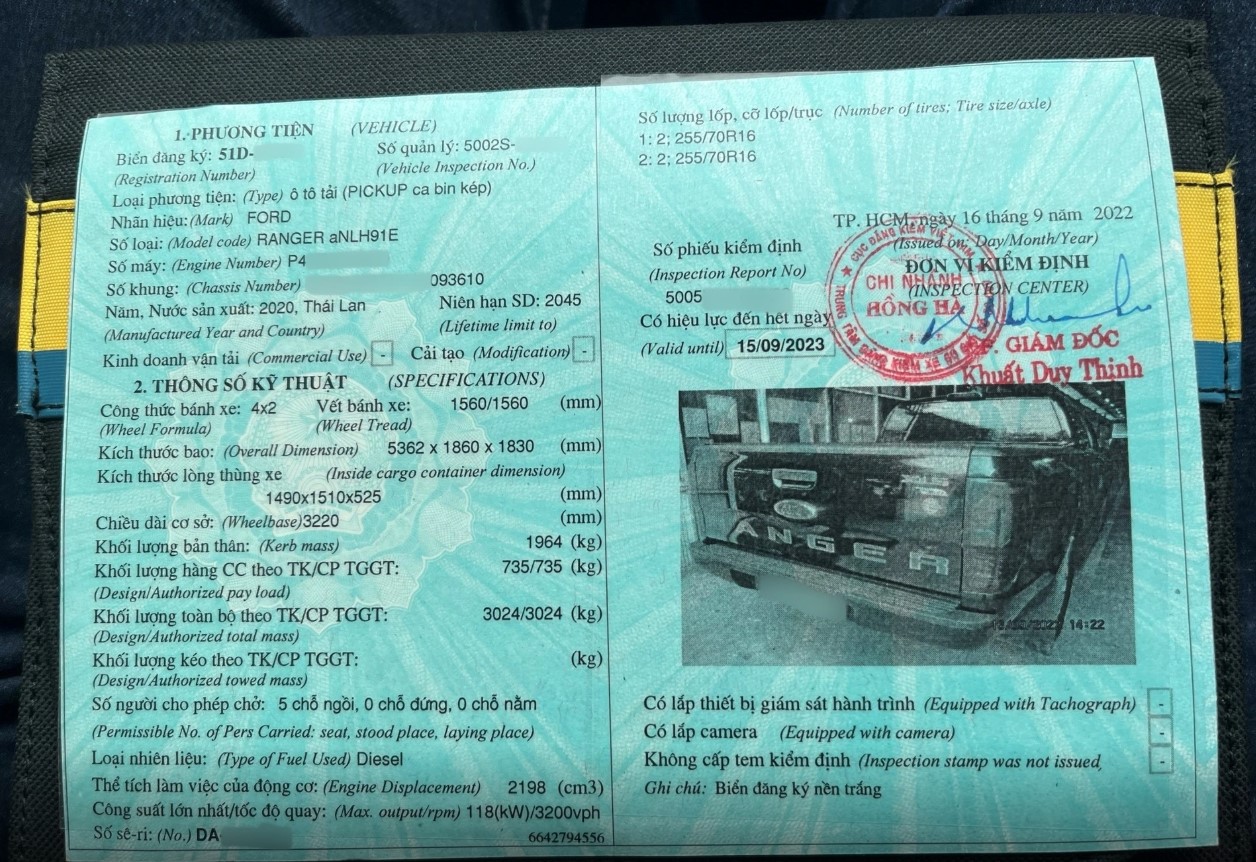 1. PHƯƠNG TIỆN (VEHICLE)
Biển đăng ký: 51D- Số quản lý: 5002S-
(Registration Number) (Vehicle Inspection No.)
Loại phương tiện: (Type) ô tô tải (PICKUP ca bin kép)
Nhãn hiệu: (Mark) FORD
Số loại: (Model code) RANGER aNLH91E
Số máy: (Engine Number) P4
Số khung: (Chassis Number) 093610
Năm, Nước sản xuất: 2020, Thái Lan Niên hạn SD: 2045
(Manufactured Year and Country) (Lifetime limit to)
Kinh doanh vận tải (Commercial Use) - Cải tạo (Modification) -
2. THÔNG SỐ KỸ THUẬT (SPECIFICATIONS)
Công thức bánh xe: 4x2 Vết bánh xe: 1560/1560 (mm)
(Wheel Formula) (Wheel Tread)
Kích thước bao: (Overall Dimension) 5362 x 1860 x 1830 (mm)
Kích thước lòng thùng xe (Inside cargo container dimension)
1490x1510x525 (mm)
Chiều dài cơ sở: (Wheelbase)3220 (mm)
Khối lượng bản thân: (Kerb mass) 1964 (kg)
Khối lượng hàng CC theo TK/CP TGGT: 735/735 (kg)
(Design/Authorized pay load)
Khối lượng toàn bộ theo TK/CP TGGT: 3024/3024 (kg)
(Design/Authorized total mass)
Khối lượng kéo theo TK/CP TGGT: (kg)
(Design/Authorized towed mass)
Số người cho phép chở: 5 chỗ ngồi, 0 chỗ đứng, 0 chỗ nằm
(Permissible No. of Pers Carried: seat, stood place, laying place)
Loại nhiên liệu: (Type of Fuel Used) Diesel
Thể tích làm việc của động cơ: (Engine Displacement) 2198 (cm3)
Công suất lớn nhất/tốc độ quay: (Max. output/rpm) 118(kW)/3200vph
Số sê-ri: (No.) DA 6642794556
Số lượng lốp, cỡ lốp/trục (Number of tires; Tire size/axle)
1: 2; 255/70R16
2: 2; 255/70R16
TP. HCM, ngày 16 tháng 9 năm 2022
(Issued on: Day/Month/Year)
Số phiếu kiểm định ĐƠN VỊ KIỂM ĐỊNH
(Inspection Report No) (INSPECTION CENTER)
5005
Có hiệu lực đến hết ngày
(Valid until) 15/09/2023
CỤC ĐĂNG KIỂM VIỆT NAM
CHI NHÁNH
HỒNG HÀ
TRUNG TÂM ĐĂNG KIỂM XE CƠ GIỚI
GIÁM ĐỐC
Khuất Duy Thịnh
ANGER
14:22
Có lắp thiết bị giám sát hành trình (Equipped with Tachograph) -
Có lắp camera (Equipped with camera) -
Không cấp tem kiểm định (Inspection stamp was not issued -
Ghi chú: Biển đăng ký nền trắng